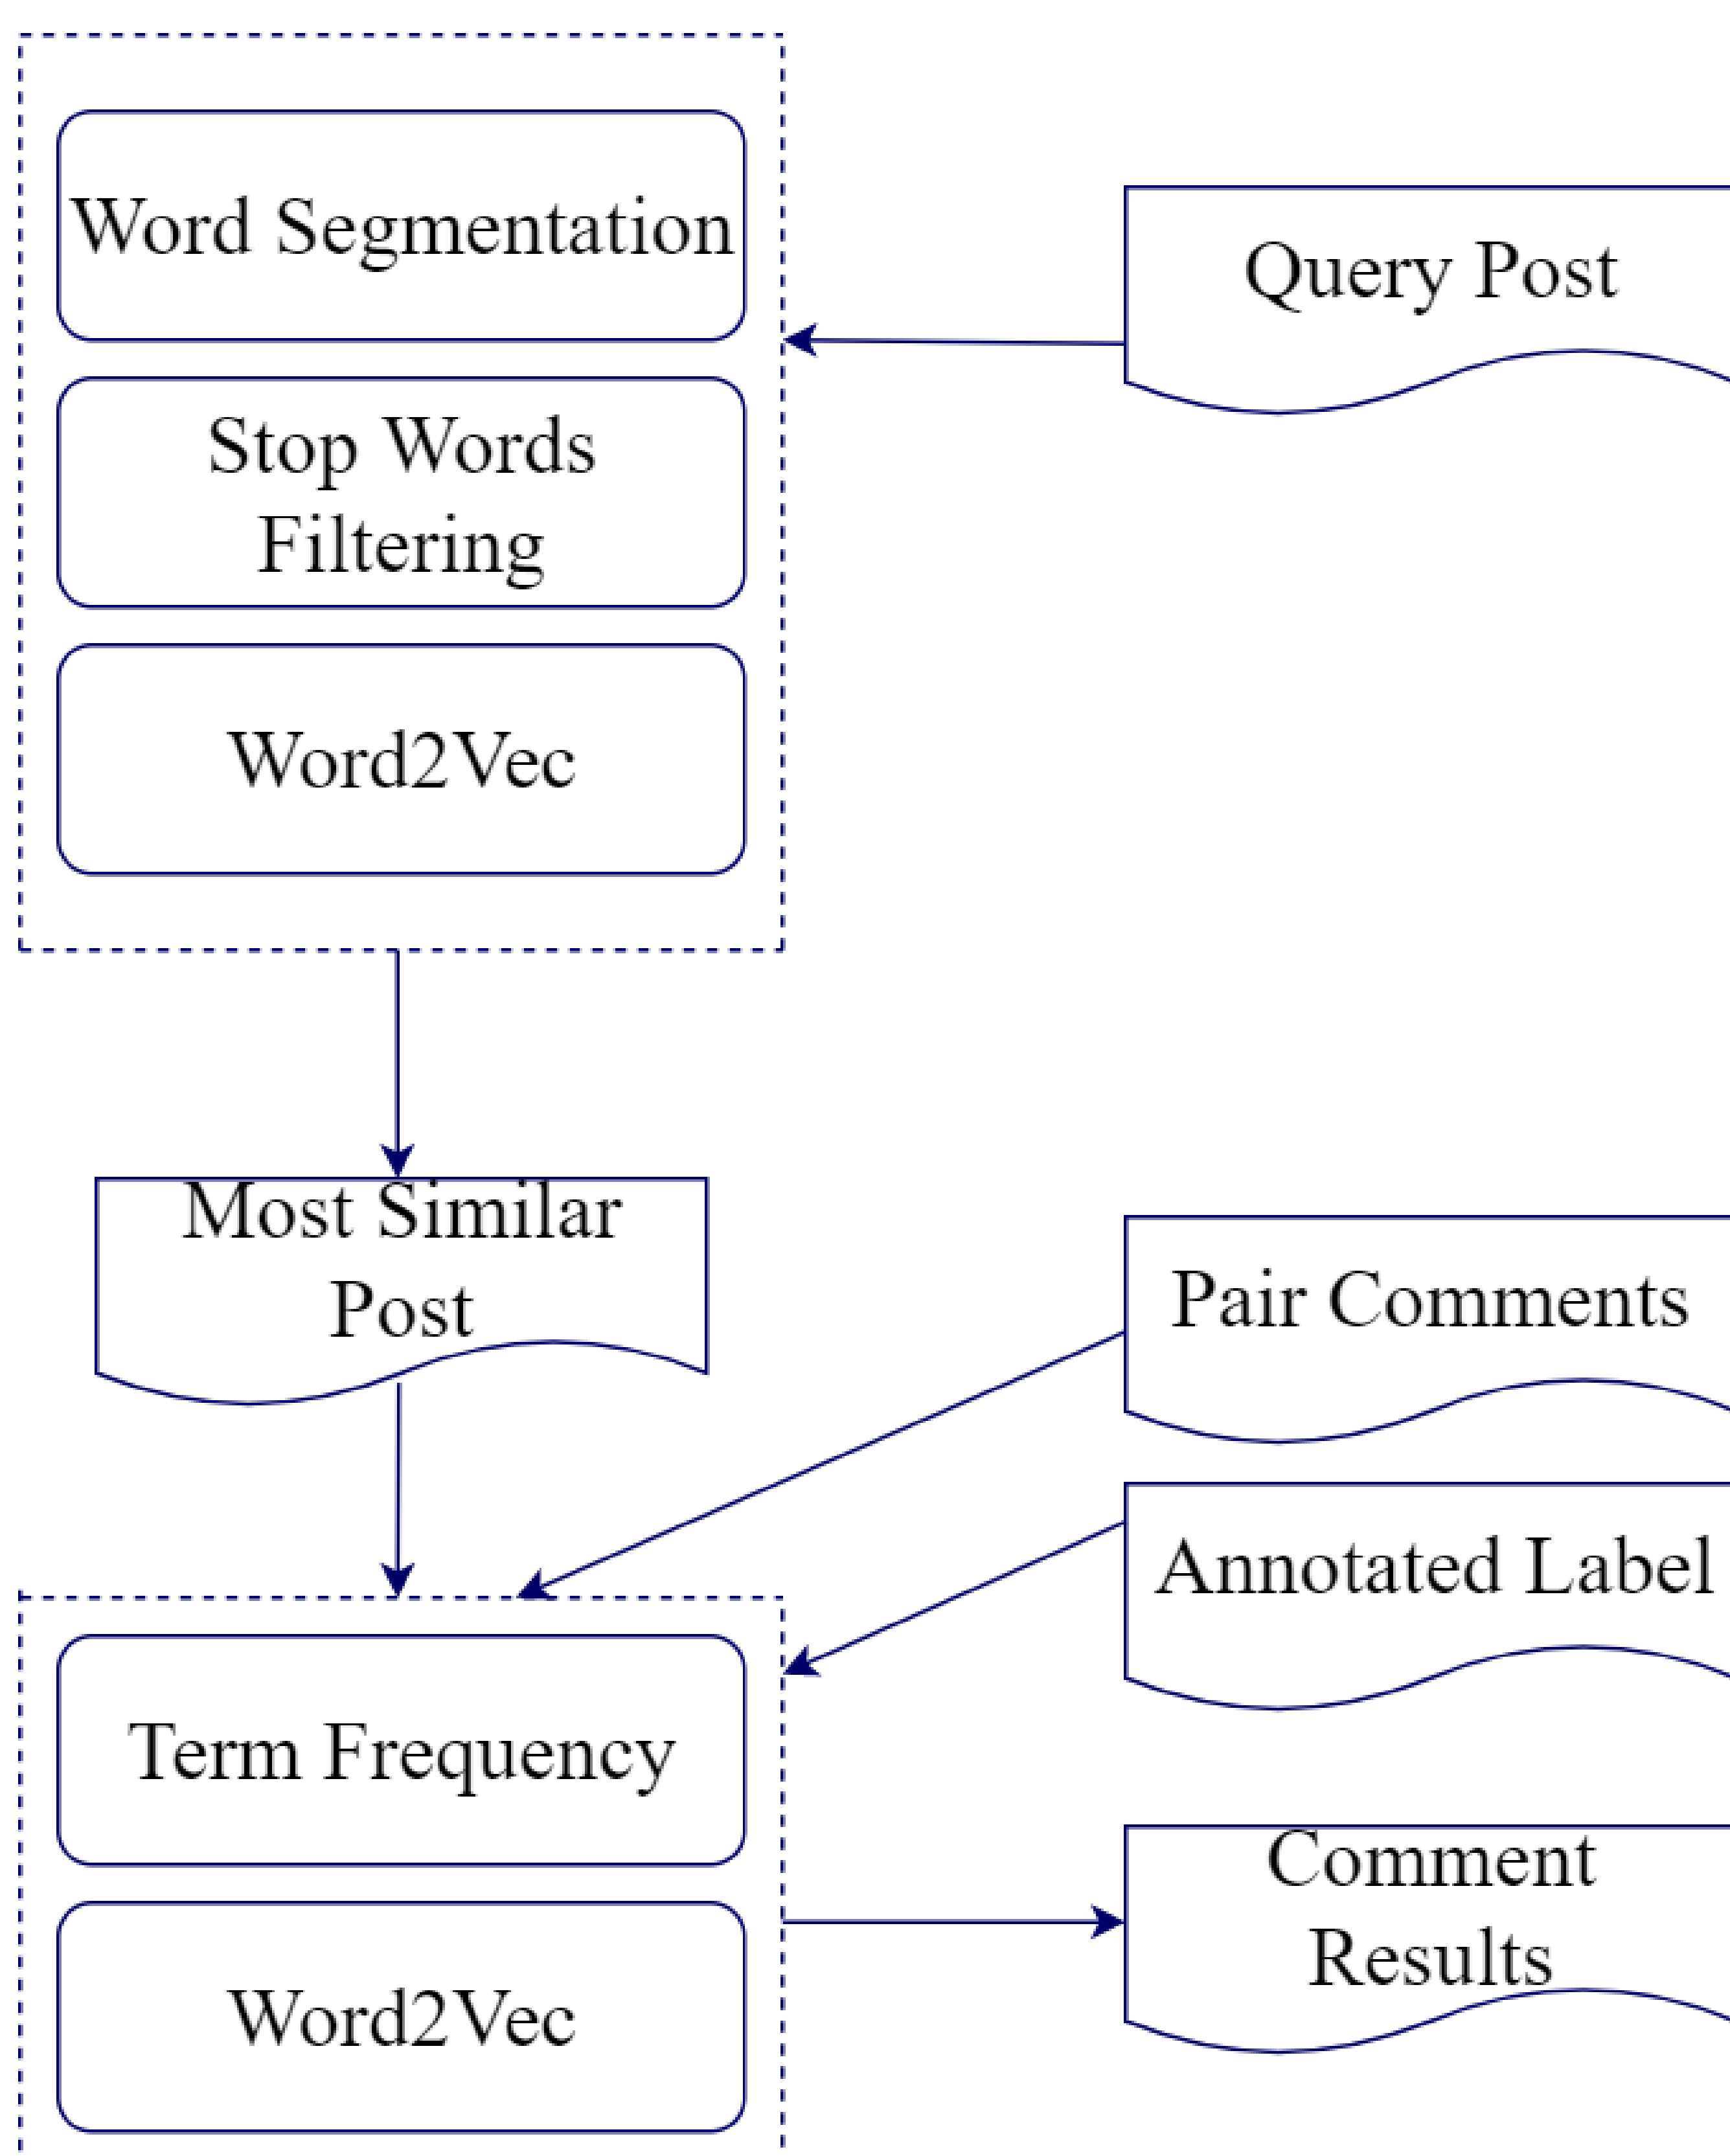 Word Segmentation
Query Post
Stop Words
Filtering
Word2Vec
Most Similar
Post
Pair Comments
Annotated Label
Term Frequency
Comment
Results
Word2Vec